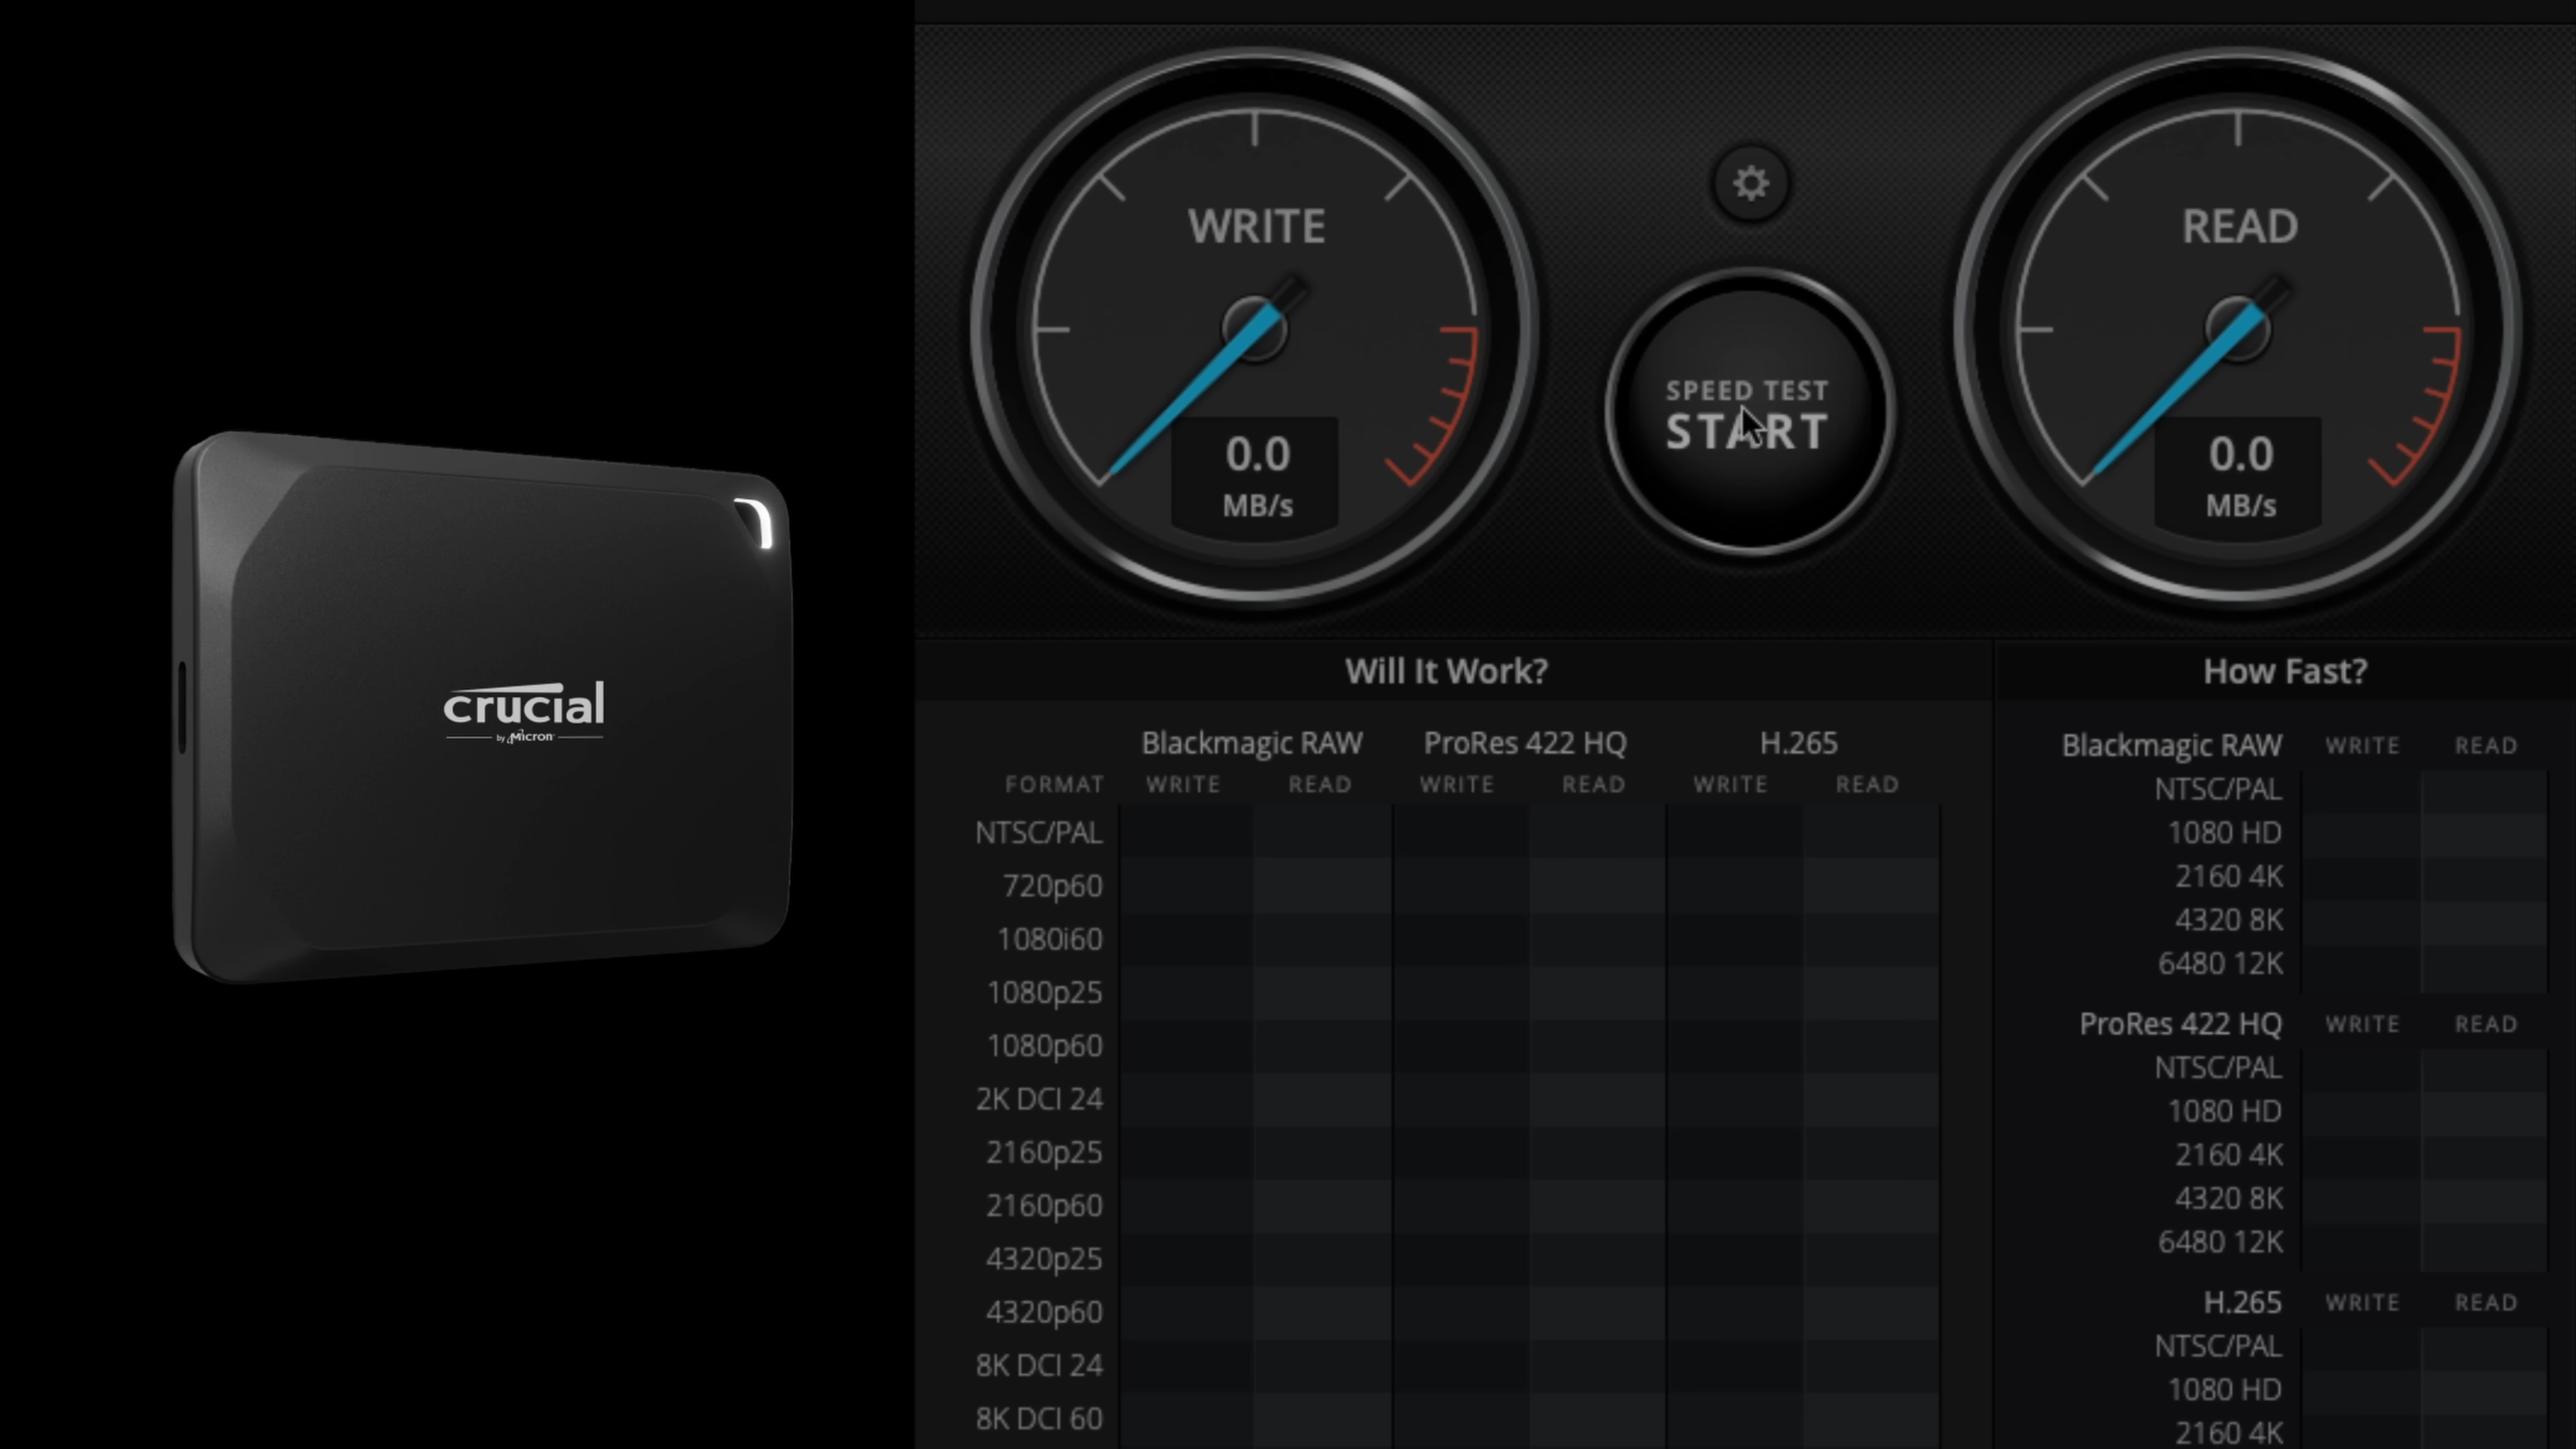 crucial
by Micron
WRITE
0.0
MB/s
SPEED TEST
START
READ
0.0
MB/s
Will It Work?
Blackmagic RAW ProRes 422 HQ H.265
FORMAT WRITE READ WRITE READ WRITE READ
NTSC/PAL
720p60
1080i60
1080p25
1080p60
2K DCI 24
2160p25
2160p60
4320p25
4320p60
8K DCI 24
8K DCI 60
How Fast?
Blackmagic RAW WRITE READ
NTSC/PAL
1080 HD
2160 4K
4320 8K
6480 12K
ProRes 422 HQ WRITE READ
NTSC/PAL
1080 HD
2160 4K
4320 8K
6480 12K
H.265 WRITE READ
NTSC/PAL
1080 HD
2160 4K